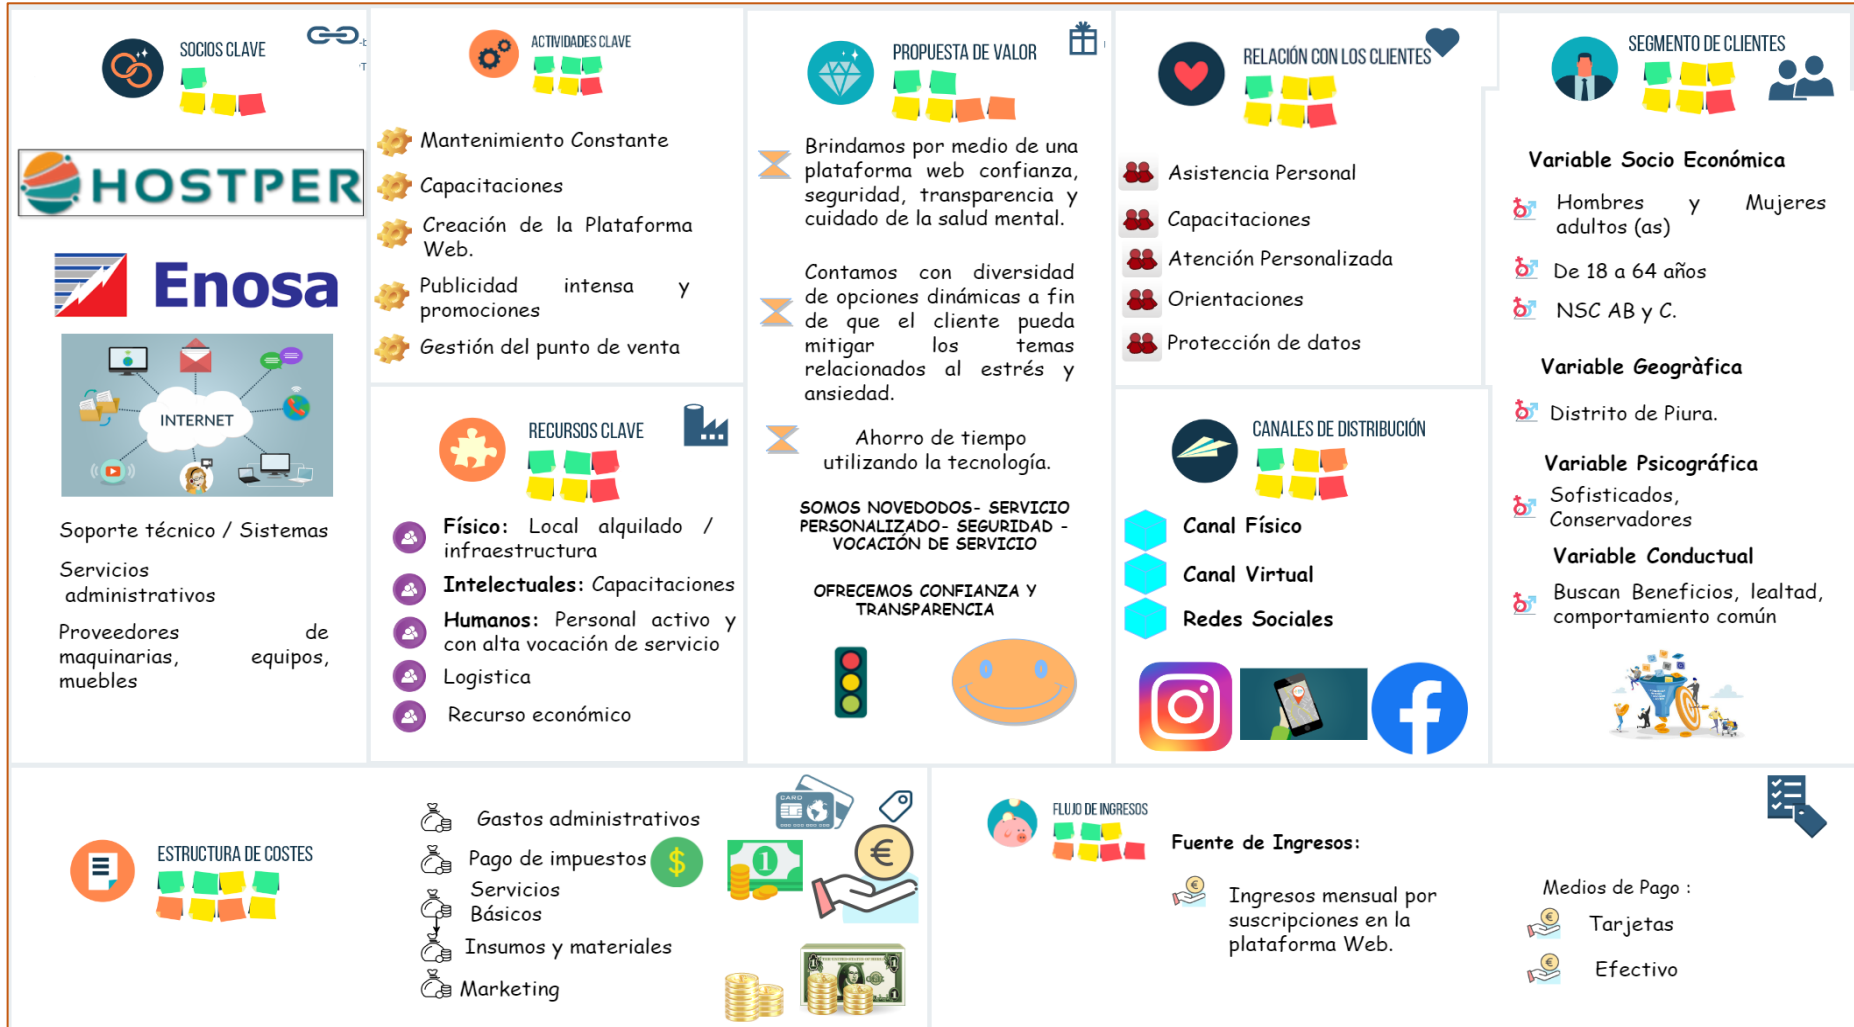 SOCIOS CLAVE
HOSTPER
Enosa
INTERNET
Soporte técnico / Sistemas
Servicios
administrativos
Proveedores de
maquinarias, equipos,
muebles
ACTIVIDADES CLAVE
Mantenimiento Constante
Capacitaciones
Creación de la Plataforma
Web.
Publicidad intensa y
promociones
Gestión del punto de venta
RECURSOS CLAVE
Físico: Local alquilado /
infraestructura
Intelectuales: Capacitaciones
Humanos: Personal activo y
con alta vocación de servicio
Logistica
Recurso económico
PROPUESTA DE VALOR
Brindamos por medio de una
plataforma web confianza,
seguridad, transparencia y
cuidado de la salud mental.
Contamos con diversidad
de opciones dinámicas a fin
de que el cliente pueda
mitigar los temas
relacionados al estrés y
ansiedad.
Ahorro de tiempo
utilizando la tecnología.
SOMOS NOVEDODOS- SERVICIO
PERSONALIZADO- SEGURIDAD -
VOCACIÓN DE SERVICIO
OFRECEMOS CONFIANZA Y
TRANSPARENCIA
RELACIÓN CON LOS CLIENTES
Asistencia Personal
Capacitaciones
Atención Personalizada
Orientaciones
Protección de datos
CANALES DE DISTRIBUCIÓN
Canal Físico
Canal Virtual
Redes Sociales
SEGMENTO DE CLIENTES
Variable Socio Económica
Hombres y Mujeres
adultos (as)
De 18 a 64 años
NSC AB y C.
Variable Geogràfica
Distrito de Piura.
Variable Psicográfica
Sofisticados,
Conservadores
Variable Conductual
Buscan Beneficios, lealtad,
comportamiento común
ESTRUCTURA DE COSTES
Gastos administrativos
Pago de impuestos
Servicios
Básicos
Insumos y materiales
Marketing
CARD
1
FLUJO DE INGRESOS
Fuente de Ingresos:
Ingresos mensual por
suscripciones en la
plataforma Web.
Medios de Pago :
Tarjetas
Efectivo